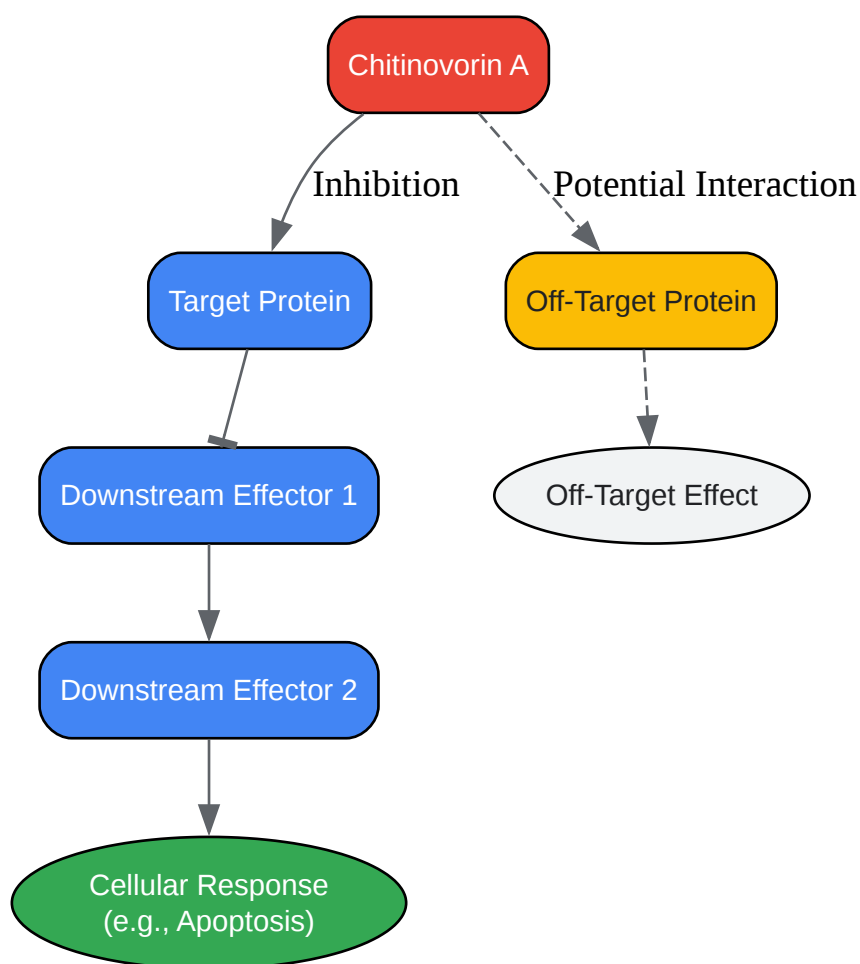 Chitinovorin A
Inhibition
Potential Interaction
Target Protein
Off-Target Protein
Downstream Effector 1
Off-Target Effect
Downstream Effector 2
Cellular Response
(e.g., Apoptosis)